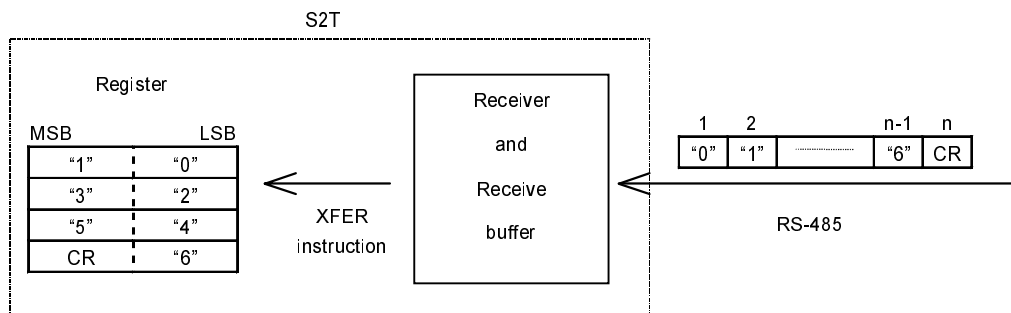 S2T
Register
MSB LSB
“1” “0”
“3” “2”
“5” “4”
CR “6”
XFER
instruction
Receiver
and
Receive
buffer
1 2 n-1 n
“0” “1” “6” CR
RS-485